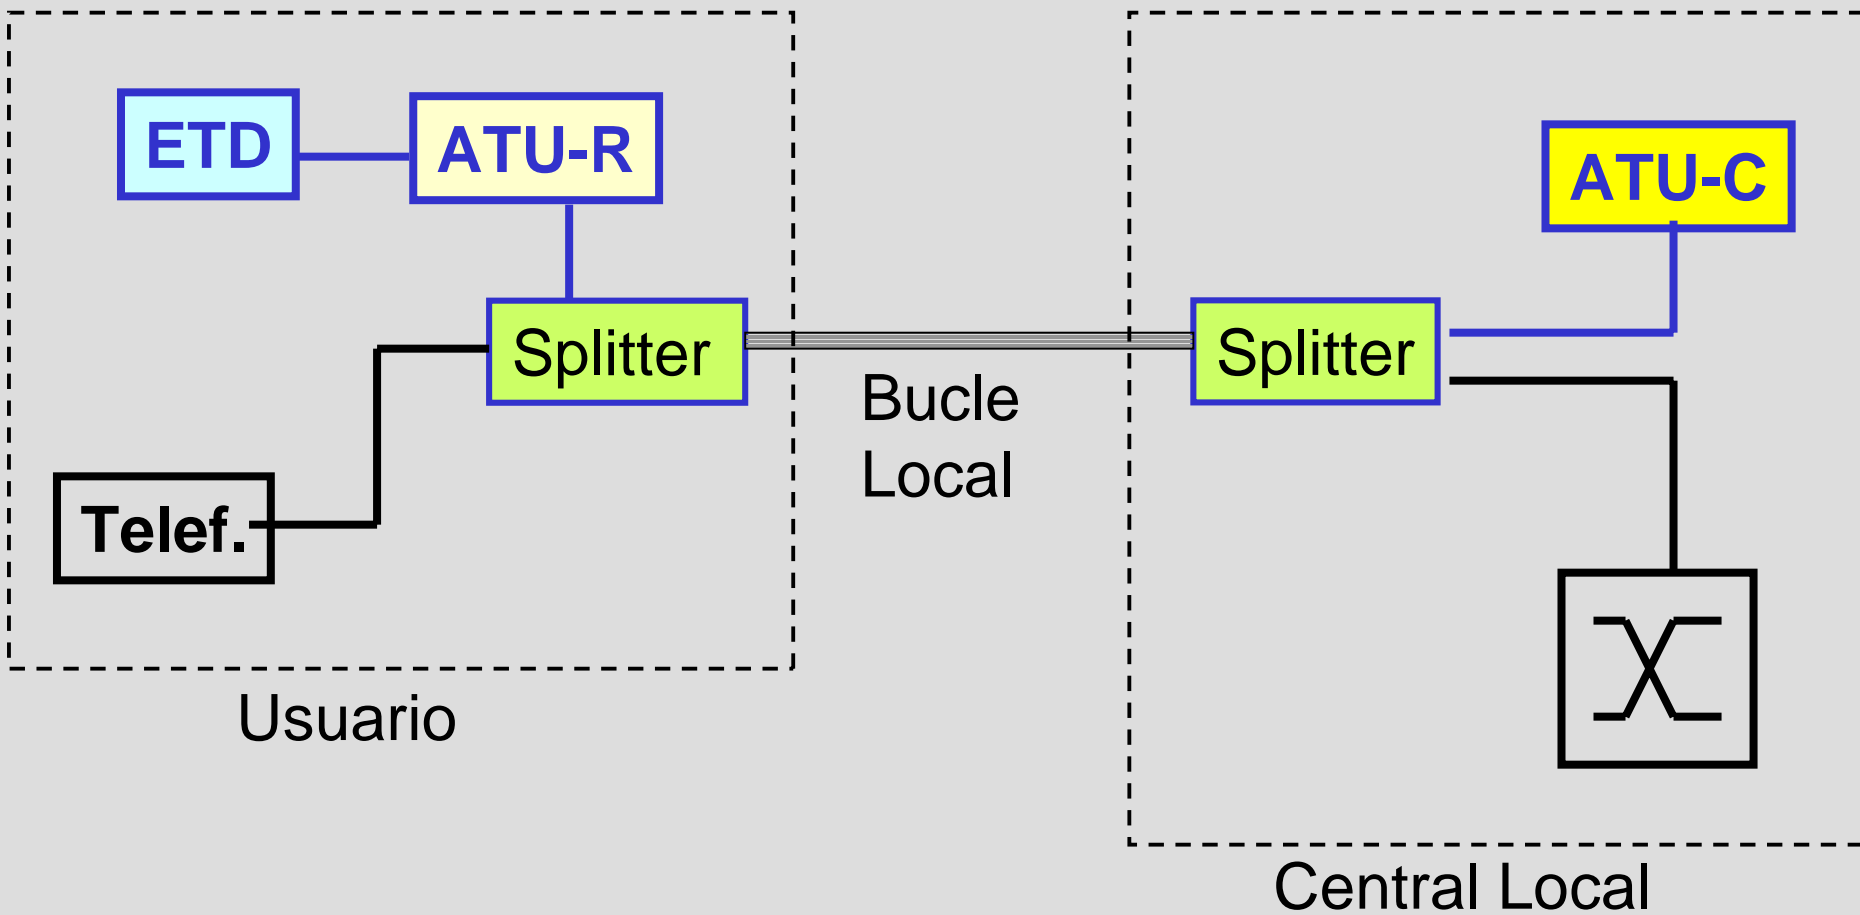 ETD
ATU-R
ATU-C
Splitter
Splitter
Bucle
Local
Telef.
Usuario
Central Local